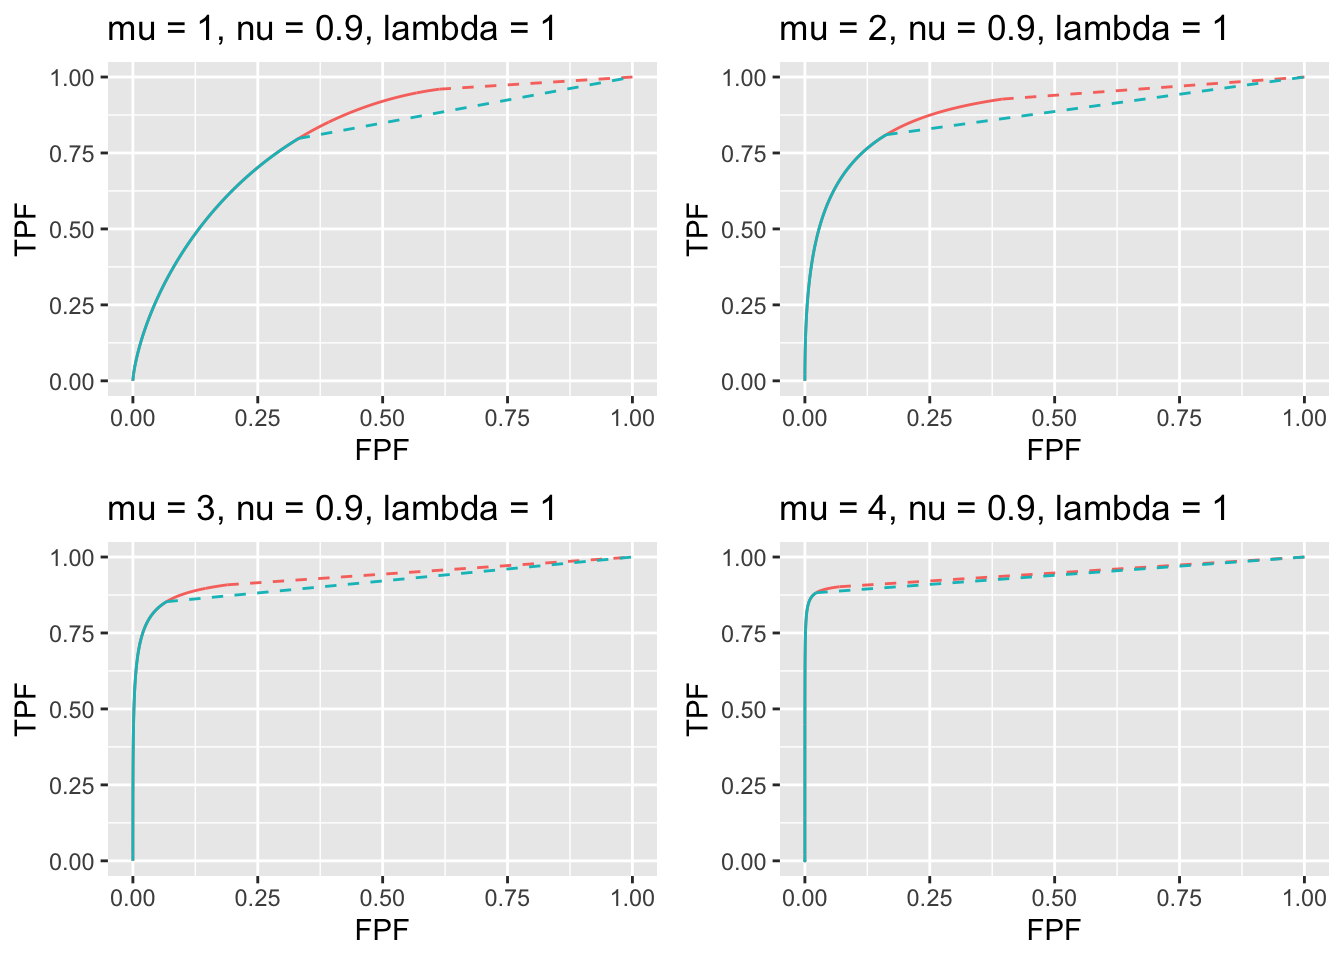 mu = 1, nu = 0.9, lambda = 1
1.00
0.75
0.50
0.25
0.00
TPF
0.00 0.25 0.50 0.75 1.00
FPF
mu = 2, nu = 0.9, lambda = 1
1.00
0.75
0.50
0.25
0.00
TPF
0.00 0.25 0.50 0.75 1.00
FPF
mu = 3, nu = 0.9, lambda = 1
1.00
0.75
0.50
0.25
0.00
TPF
0.00 0.25 0.50 0.75 1.00
FPF
mu = 4, nu = 0.9, lambda = 1
1.00
0.75
0.50
0.25
0.00
TPF
0.00 0.25 0.50 0.75 1.00
FPF